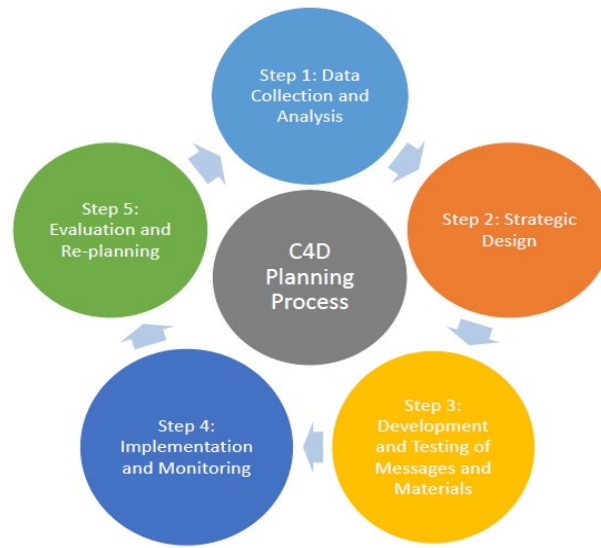 Step 1: Data
Collection and
Analysis
Step 2: Strategic
Design
Step 3:
Development
and Testing of
Messages and
Materials
Step 4:
Implementation
and Monitoring
Step 5:
Evaluation and
Re-planning
C4D
Planning
Process